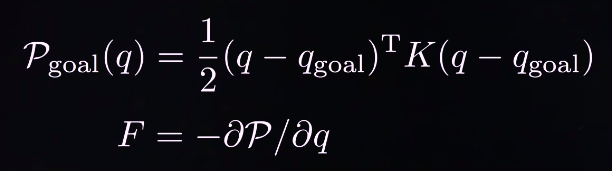 𝒫_goal(q) = 1/2 (q − q_goal)^T K(q − q_goal)
F = −∂𝒫/∂q